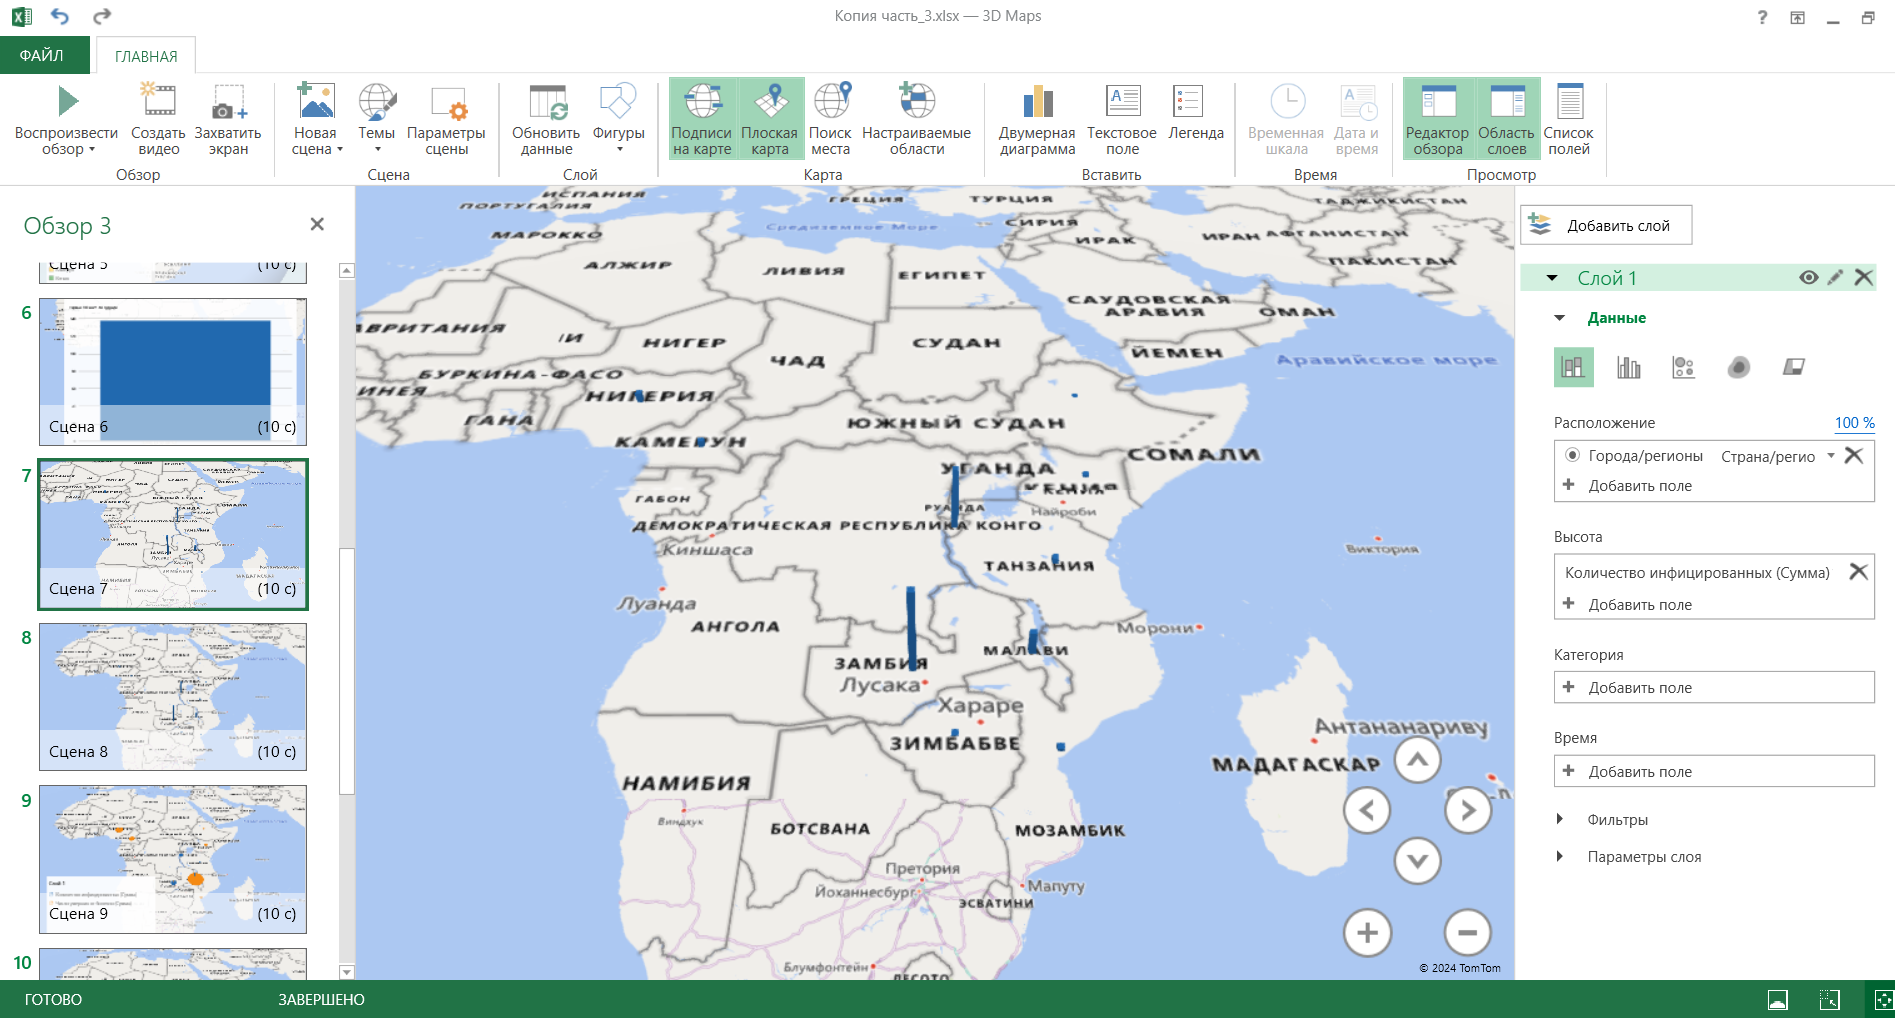 Копия часть_3.xlsx — 3D Maps
ФАЙЛ
ГЛАВНАЯ
Воспроизвести обзор
Создать видео
Захватить экран
Обзор
Новая сцена
Темы
Параметры сцены
Сцена
Обновить данные
Фигуры
Слой
Подписи на карте
Плоская карта
Поиск места
Настраиваемые области
Карта
Двумерная диаграмма
Текстовое поле
Легенда
Вставить
Временная шкала
Дата и время
Время
Редактор обзора
Область слоев
Список полей
Просмотр
Обзор 3
Сцена 5 (10 с)
6
Сцена 6 (10 с)
7
Сцена 7 (10 с)
8
Сцена 8 (10 с)
9
Сцена 9 (10 с)
10
ИСПАНИЯ
ПОРТУГАЛИЯ
ГРЕЦИЯ
ТУРЦИЯ
ТАДЖИКИСТАН
МАРОККО
Средиземное Море
СИРИЯ
ИРАК
ИРАН
АФГАНИСТАН
АЛЖИР
ЛИВИЯ
ЕГИПЕТ
ПАКИСТАН
САУДОВСКАЯ АРАВИЯ
ОМАН
АВРИТАНИЯ
ЛИ
НИГЕР
ЧАД
СУДАН
ЙЕМЕН
Аравийское море
БУРКИНА-ФАСО
ИНЕЯ
НИГЕРИЯ
ГАНА
КАМЕРУН
ЮЖНЫЙ СУДАН
СОМАЛИ
УГАНДА
КЕНИЯ
ГАБОН
РУАНДА
Найроби
ДЕМОКРАТИЧЕСКАЯ РЕСПУБЛИКА КОНГО
Киншаса
Виктория
ТАНЗАНИЯ
Луанда
АНГОЛА
Морони
МАЛАВИ
ЗАМБИЯ
Лусака
Хараре
ЗИМБАБВЕ
Антананариву
МАДАГАСКАР
НАМИБИЯ
Виндхук
БОТСВАНА
МОЗАМБИК
Претория
Йоханнесбург
Мапуту
ЭСВАТИНИ
Блумфонтейн
ЛЕСОТО
© 2024 TomTom
Добавить слой
Слой 1
Данные
Расположение 100 %
Города/регионы Страна/регио
Добавить поле
Высота
Количество инфицированных (Сумма)
Добавить поле
Категория
Добавить поле
Время
Добавить поле
Фильтры
Параметры слоя
ГОТОВО
ЗАВЕРШЕНО